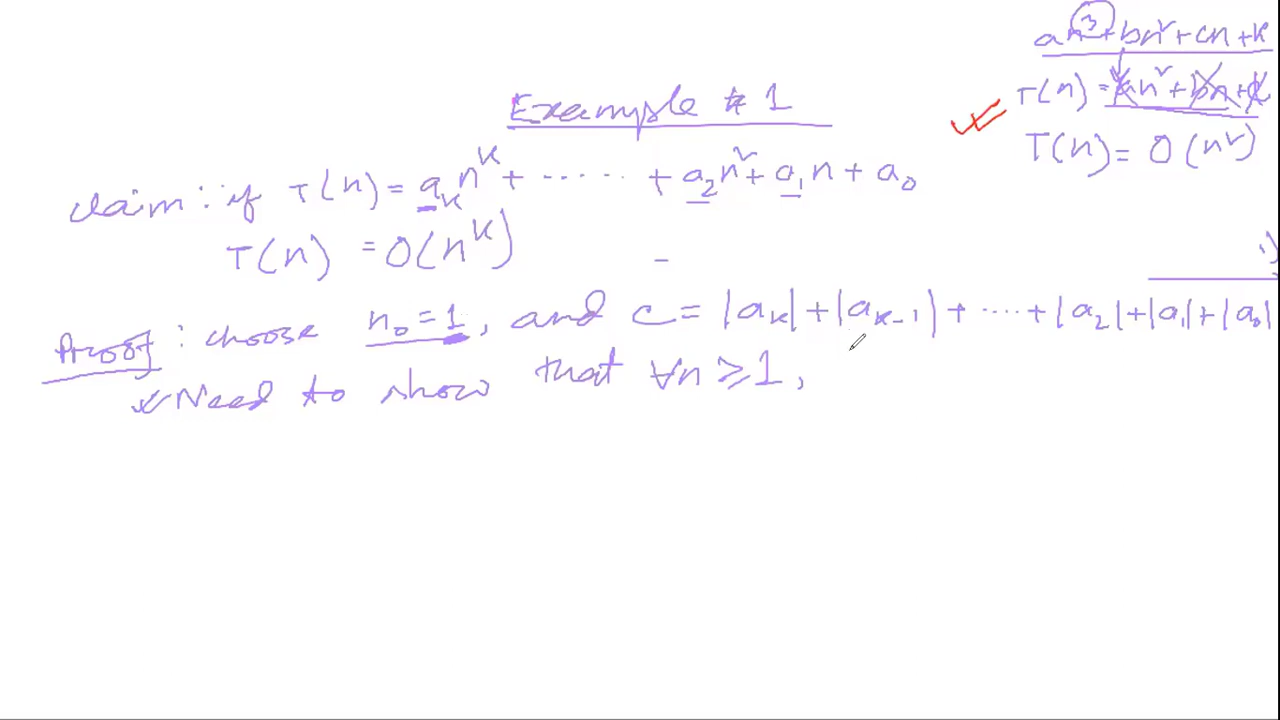 an³ + bn² + cn + k
T(n) = an² + bn + d
T(n) = O(n²)
Example # 1
claim: if T(n) = aₖnᵏ + ...... + a₂n² + a₁n + a₀
T(n) = O(nᵏ)
Proof: choose n₀ = 1, and c = |aₖ| + |aₖ₋₁| + ..... + |a₂| + |a₁| + |a₀|
Need to show that ∀n ≥ 1,